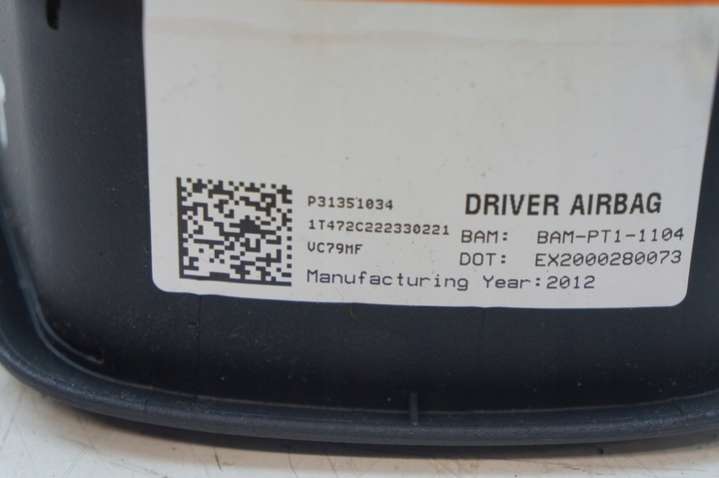 P31351034
1T472C222330221
VC79MF
DRIVER AIRBAG
BAM: BAM-PT1-1104
DOT: EX2000280073
Manufacturing Year:2012